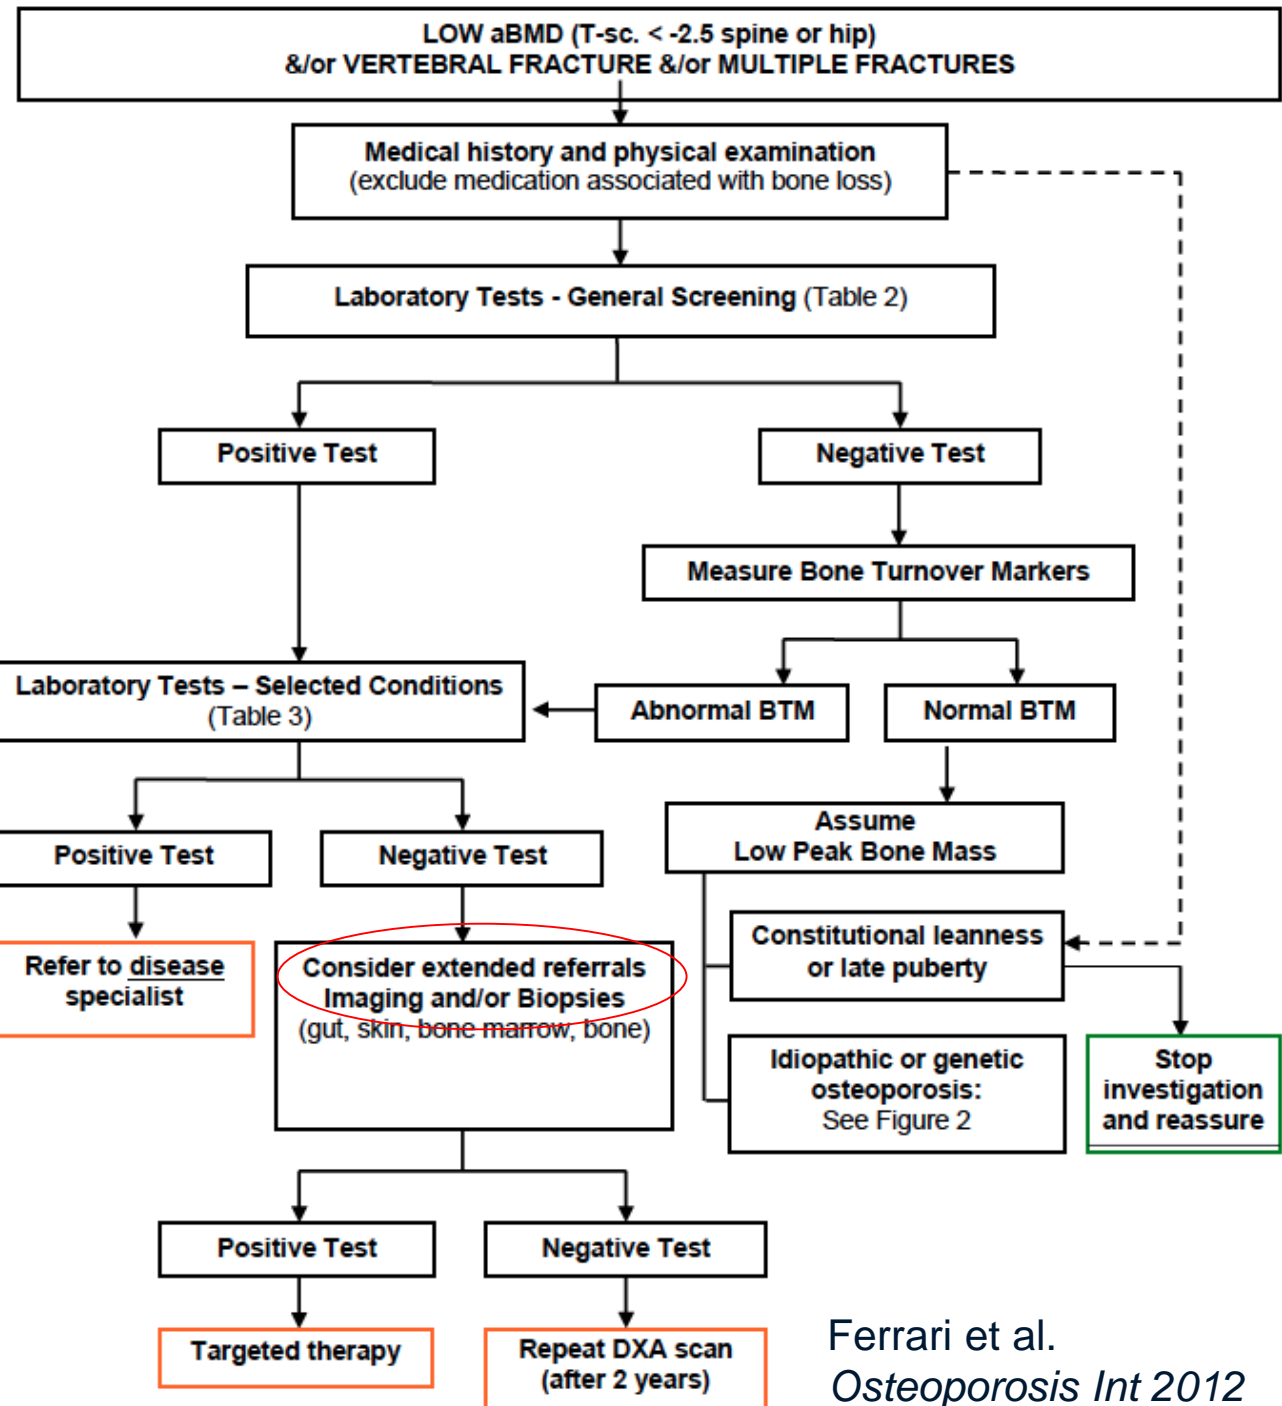 LOW aBMD (T-sc. < -2.5 spine or hip)
&/or VERTEBRAL FRACTURE &/or MULTIPLE FRACTURES
Medical history and physical examination
(exclude medication associated with bone loss)
Laboratory Tests - General Screening (Table 2)
Positive Test
Negative Test
Measure Bone Turnover Markers
Laboratory Tests – Selected Conditions
(Table 3)
Abnormal BTM
Normal BTM
Assume
Low Peak Bone Mass
Positive Test
Negative Test
Constitutional leanness
or late puberty
Refer to disease
specialist
Consider extended referrals
Imaging and/or Biopsies
(gut, skin, bone marrow, bone)
Idiopathic or genetic
osteoporosis:
See Figure 2
Stop
investigation
and reassure
Positive Test
Negative Test
Targeted therapy
Repeat DXA scan
(after 2 years)
Ferrari et al.
Osteoporosis Int 2012